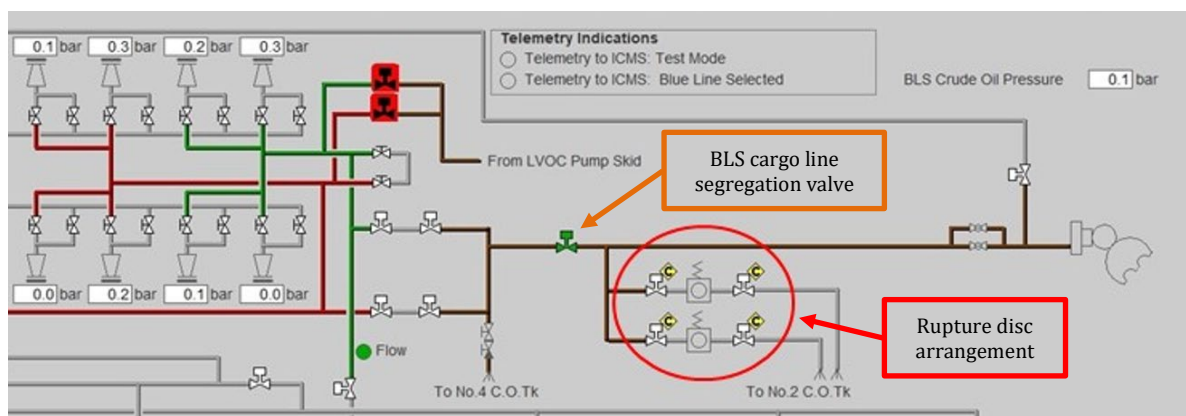 0.1 bar 0.3 bar 0.2 bar 0.3 bar
Telemetry Indications
Telemetry to ICMS: Test Mode
Telemetry to ICMS: Blue Line Selected
BLS Crude Oil Pressure 0.1 bar
From LVOC Pump Skid
BLS cargo line
segregation valve
C C
C C
0.0 bar 0.2 bar 0.1 bar 0.0 bar
Rupture disc
arrangement
Flow
To No.4 C.O.Tk
To No.2 C.O.Tk